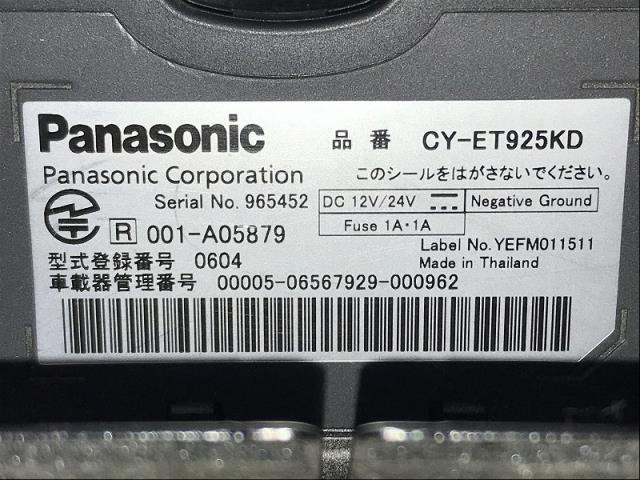 Panasonic 品番 CY-ET925KD
Panasonic Corporation このシールをはがさないでください。
Serial No. 965452 DC 12V/24V Negative Ground
Fuse 1A・1A
R 001-A05879 Label No. YEFM011511
型式登録番号 0604 Made in Thailand
車載器管理番号 00005-06567929-000962